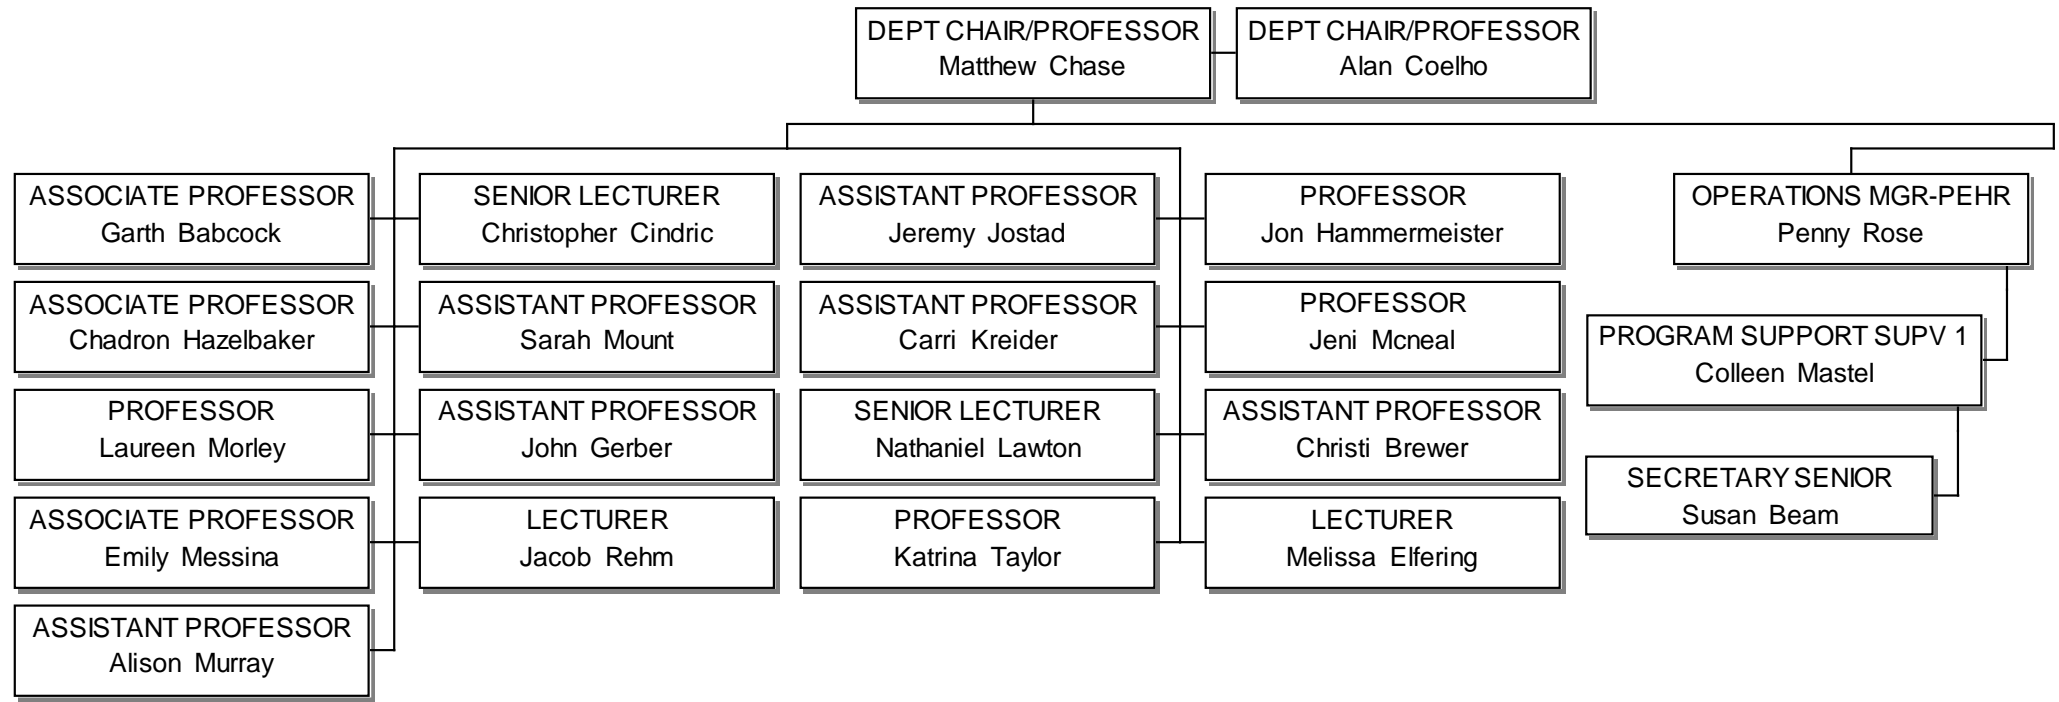 DEPT CHAIR/PROFESSOR
Matthew Chase
DEPT CHAIR/PROFESSOR
Alan Coelho
ASSOCIATE PROFESSOR
Garth Babcock
SENIOR LECTURER
Christopher Cindric
ASSISTANT PROFESSOR
Jeremy Jostad
PROFESSOR
Jon Hammermeister
OPERATIONS MGR-PEHR
Penny Rose
ASSOCIATE PROFESSOR
Chadron Hazelbaker
ASSISTANT PROFESSOR
Sarah Mount
ASSISTANT PROFESSOR
Carri Kreider
PROFESSOR
Jeni Mcneal
PROGRAM SUPPORT SUPV 1
Colleen Mastel
PROFESSOR
Laureen Morley
ASSISTANT PROFESSOR
John Gerber
SENIOR LECTURER
Nathaniel Lawton
ASSISTANT PROFESSOR
Christi Brewer
SECRETARY SENIOR
Susan Beam
ASSOCIATE PROFESSOR
Emily Messina
LECTURER
Jacob Rehm
PROFESSOR
Katrina Taylor
LECTURER
Melissa Elfering
ASSISTANT PROFESSOR
Alison Murray